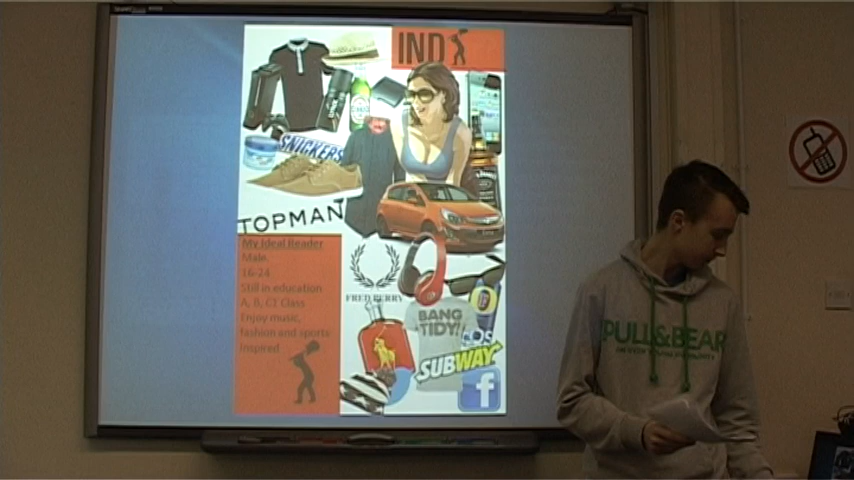 IND
SNICKERS
TOPMAN
My Ideal Reader
Male.
16-24
Still in education
A, B, C1 Class
Enjoy music,
fashion and sports
Inspired
FRED PERRY
BANG
TIDY!
SUBWAY
f
PULL&BEAR